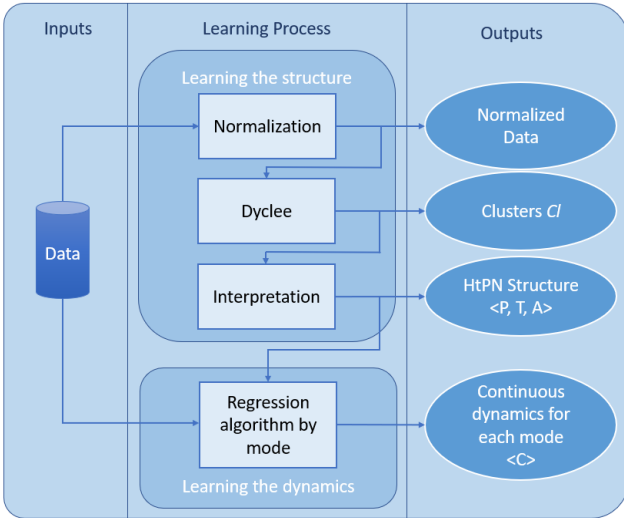 Inputs
Learning Process
Outputs
Learning the structure
Normalization
Normalized
Data
Dyclee
Clusters Cl
Data
Interpretation
HtPN Structure
<P, T, A>
Regression
algorithm by
mode
Continuous
dynamics for
each mode
<C>
Learning the dynamics